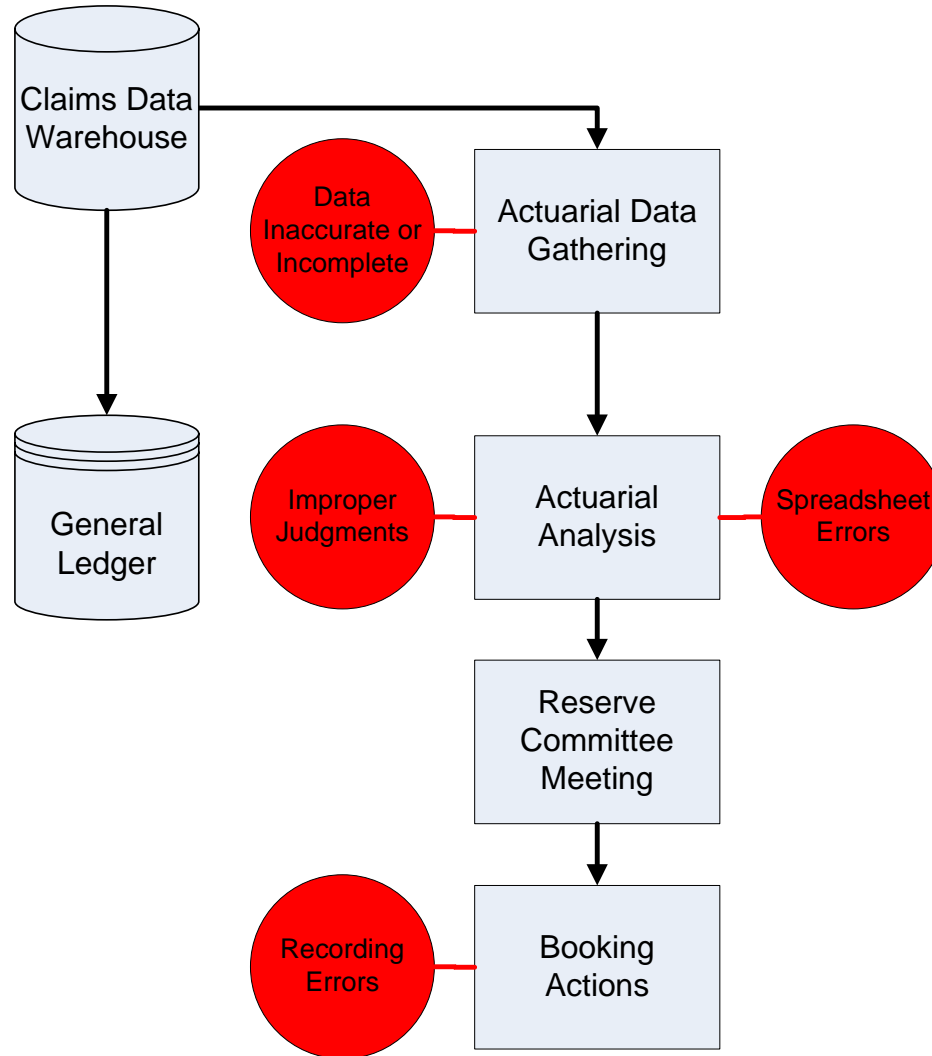 Claims Data
Warehouse
Data
Inaccurate or
Incomplete
Actuarial Data
Gathering
General
Ledger
Improper
Judgments
Actuarial
Analysis
Spreadsheet
Errors
Reserve
Committee
Meeting
Recording
Errors
Booking
Actions